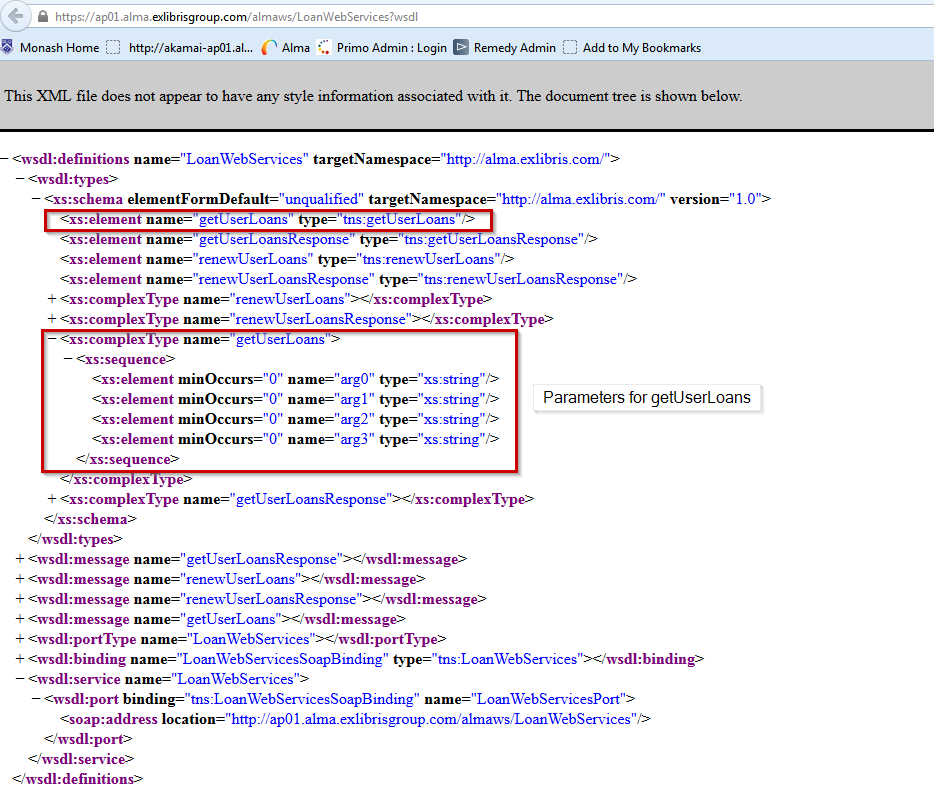 https://ap01.alma.exlibrisgroup.com/almaws/LoanWebServices?wsdl
Monash Home http://akamai-ap01.al... Alma Primo Admin : Login Remedy Admin Add to My Bookmarks
This XML file does not appear to have any style information associated with it. The document tree is shown below.
−<wsdl:definitions name="LoanWebServices" targetNamespace="http://alma.exlibris.com/">
−<wsdl:types>
−<xs:schema elementFormDefault="unqualified" targetNamespace="http://alma.exlibris.com/" version="1.0">
<xs:element name="getUserLoans" type="tns:getUserLoans"/>
<xs:element name="getUserLoansResponse" type="tns:getUserLoansResponse"/>
<xs:element name="renewUserLoans" type="tns:renewUserLoans"/>
<xs:element name="renewUserLoansResponse" type="tns:renewUserLoansResponse"/>
+<xs:complexType name="renewUserLoans"></xs:complexType>
+<xs:complexType name="renewUserLoansResponse"></xs:complexType>
−<xs:complexType name="getUserLoans">
−<xs:sequence>
<xs:element minOccurs="0" name="arg0" type="xs:string"/>
<xs:element minOccurs="0" name="arg1" type="xs:string"/>
Parameters for getUserLoans
<xs:element minOccurs="0" name="arg2" type="xs:string"/>
<xs:element minOccurs="0" name="arg3" type="xs:string"/>
</xs:sequence>
</xs:complexType>
+<xs:complexType name="getUserLoansResponse"></xs:complexType>
</xs:schema>
</wsdl:types>
+<wsdl:message name="getUserLoansResponse"></wsdl:message>
+<wsdl:message name="renewUserLoans"></wsdl:message>
+<wsdl:message name="renewUserLoansResponse"></wsdl:message>
+<wsdl:message name="getUserLoans"></wsdl:message>
+<wsdl:portType name="LoanWebServices"></wsdl:portType>
+<wsdl:binding name="LoanWebServicesSoapBinding" type="tns:LoanWebServices"></wsdl:binding>
−<wsdl:service name="LoanWebServices">
−<wsdl:port binding="tns:LoanWebServicesSoapBinding" name="LoanWebServicesPort">
<soap:address location="http://ap01.alma.exlibrisgroup.com/almaws/LoanWebServices"/>
</wsdl:port>
</wsdl:service>
</wsdl:definitions>